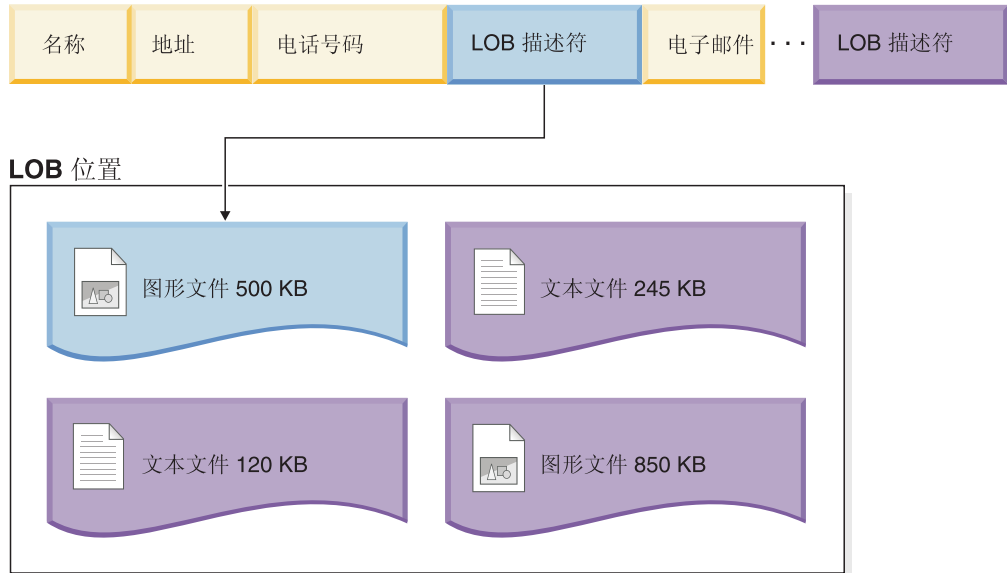 名称 地址 电话号码 LOB 描述符 电子邮件 ··· LOB 描述符
LOB 位置
图形文件 500 KB
文本文件 245 KB
文本文件 120 KB
图形文件 850 KB